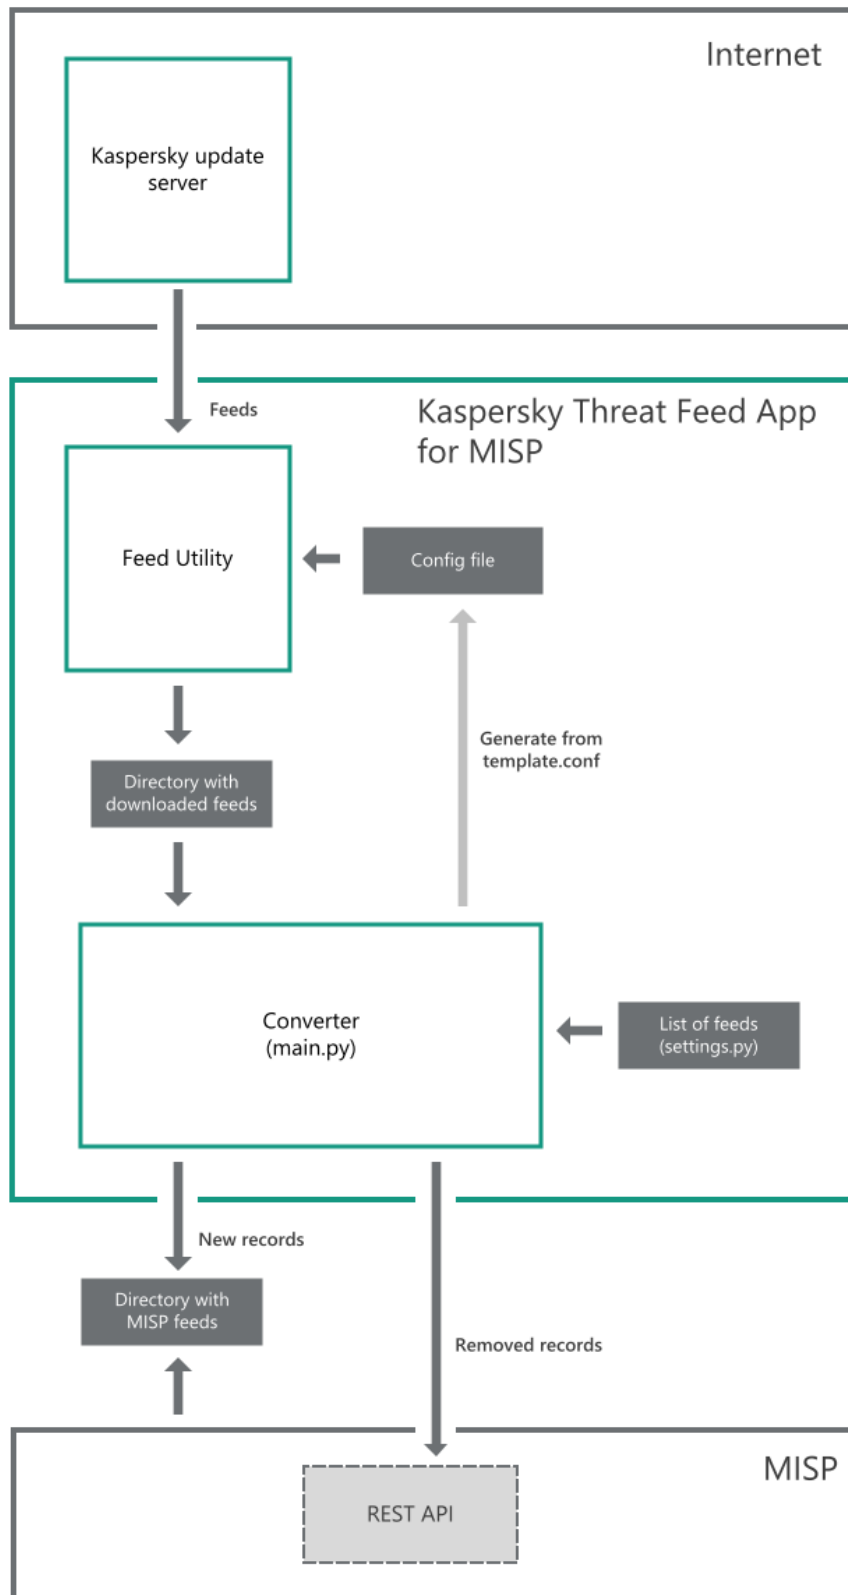 Internet
Kaspersky update
server
Feeds
Kaspersky Threat Feed App
for MISP
Feed Utility
Config file
Generate from
template.conf
Directory with
downloaded feeds
Converter
(main.py)
List of feeds
(settings.py)
New records
Directory with
MISP feeds
Removed records
MISP
REST API